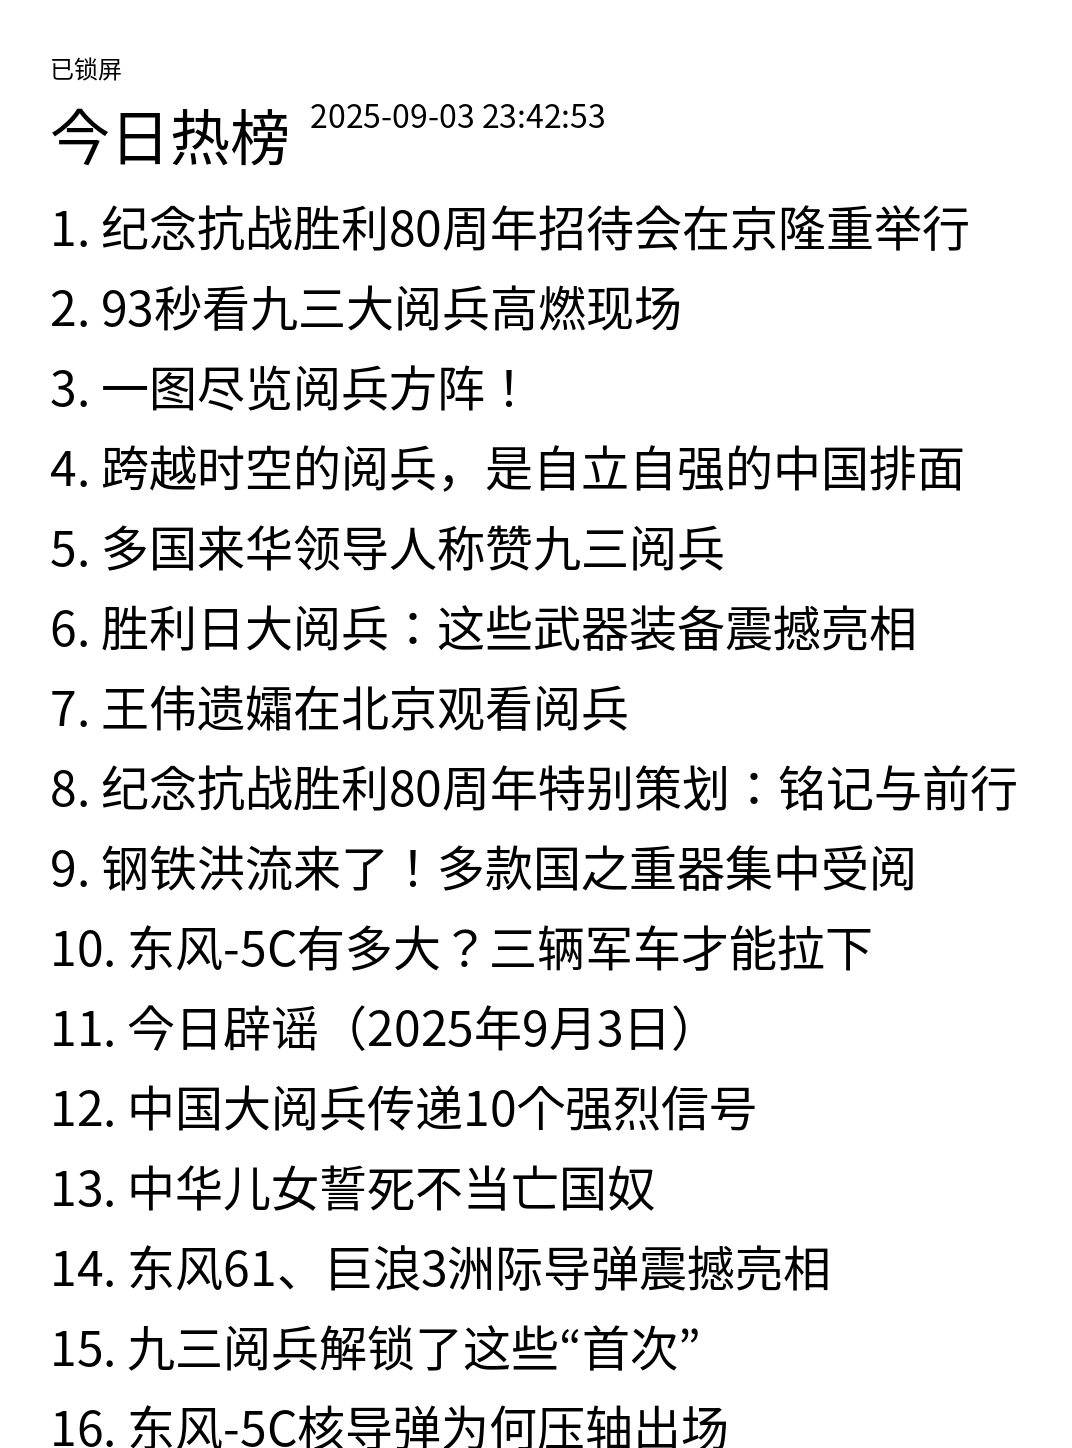 已锁屏
今日热榜 2025-09-03 23:42:53
1. 纪念抗战胜利80周年招待会在京隆重举行
2. 93秒看九三大阅兵高燃现场
3. 一图尽览阅兵方阵！
4. 跨越时空的阅兵，是自立自强的中国排面
5. 多国来华领导人称赞九三阅兵
6. 胜利日大阅兵：这些武器装备震撼亮相
7. 王伟遗孀在北京观看阅兵
8. 纪念抗战胜利80周年特别策划：铭记与前行
9. 钢铁洪流来了！多款国之重器集中受阅
10. 东风-5C有多大？三辆军车才能拉下
11. 今日辟谣（2025年9月3日）
12. 中国大阅兵传递10个强烈信号
13. 中华儿女誓死不当亡国奴
14. 东风61、巨浪3洲际导弹震撼亮相
15. 九三阅兵解锁了这些“首次”
16. 东风-5C核导弹为何压轴出场